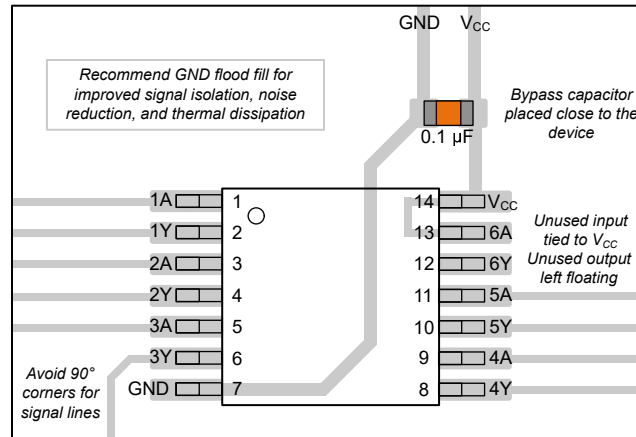 GND VCC
Recommend GND flood fill for
improved signal isolation, noise
reduction, and thermal dissipation
Bypass capacitor
placed close to the
device
0.1 µF
1A 1 14 VCC
1Y 2 13 6A
2A 3 12 6Y
2Y 4 11 5A
3A 5 10 5Y
3Y 6 9 4A
GND 7 8 4Y
Unused input
tied to VCC
Unused output
left floating
Avoid 90°
corners for
signal lines